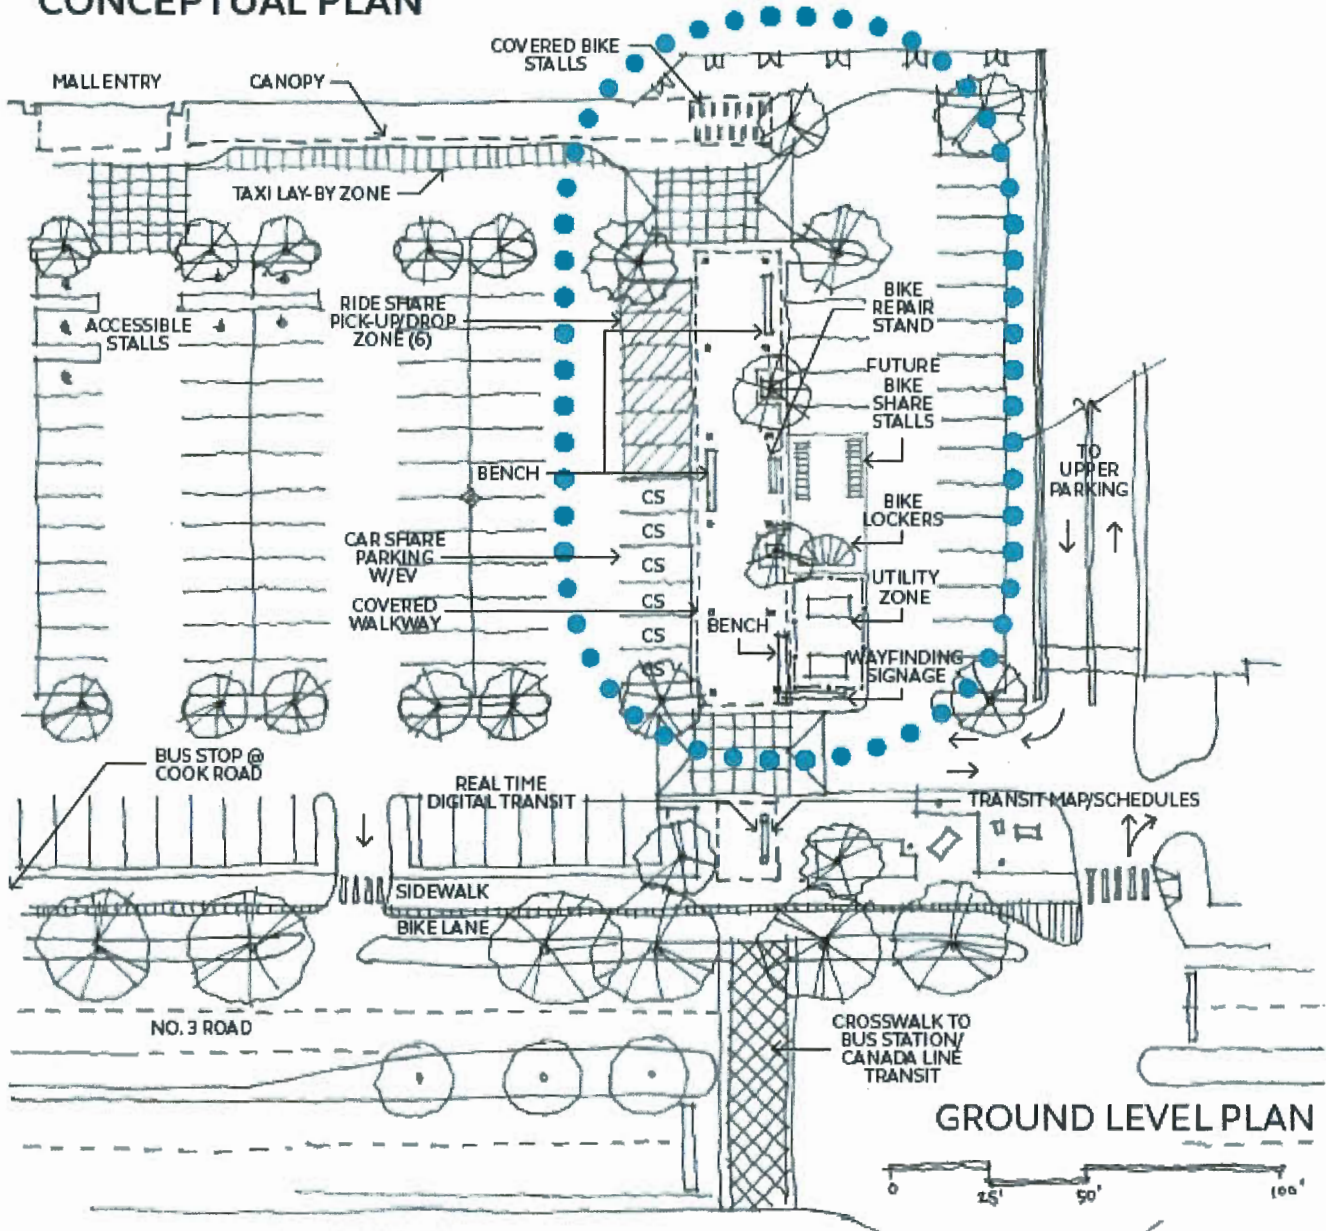 CONCEPTUAL PLAN
COVERED BIKE
STALLS
MALL ENTRY
CANOPY
TAXI LAY-BY ZONE
RIDE SHARE
PICK-UP/DROP
ZONE (6)
ACCESSIBLE
STALLS
BIKE
REPAIR
STAND
FUTURE
BIKE
SHARE
STALLS
BENCH
TO
UPPER
PARKING
BIKE
LOCKERS
CS
CS
CS
CS
CS
CS
CAR SHARE
PARKING
W/EV
COVERED
WALKWAY
UTILITY
ZONE
BENCH
WAYFINDING
SIGNAGE
BUS STOP @
COOK ROAD
REAL TIME
DIGITAL TRANSIT
TRANSIT MAP/SCHEDULES
SIDEWALK
BIKE LANE
NO. 3 ROAD
CROSSWALK TO
BUS STATION/
CANADA LINE
TRANSIT
GROUND LEVEL PLAN
0 25' 50' 100'